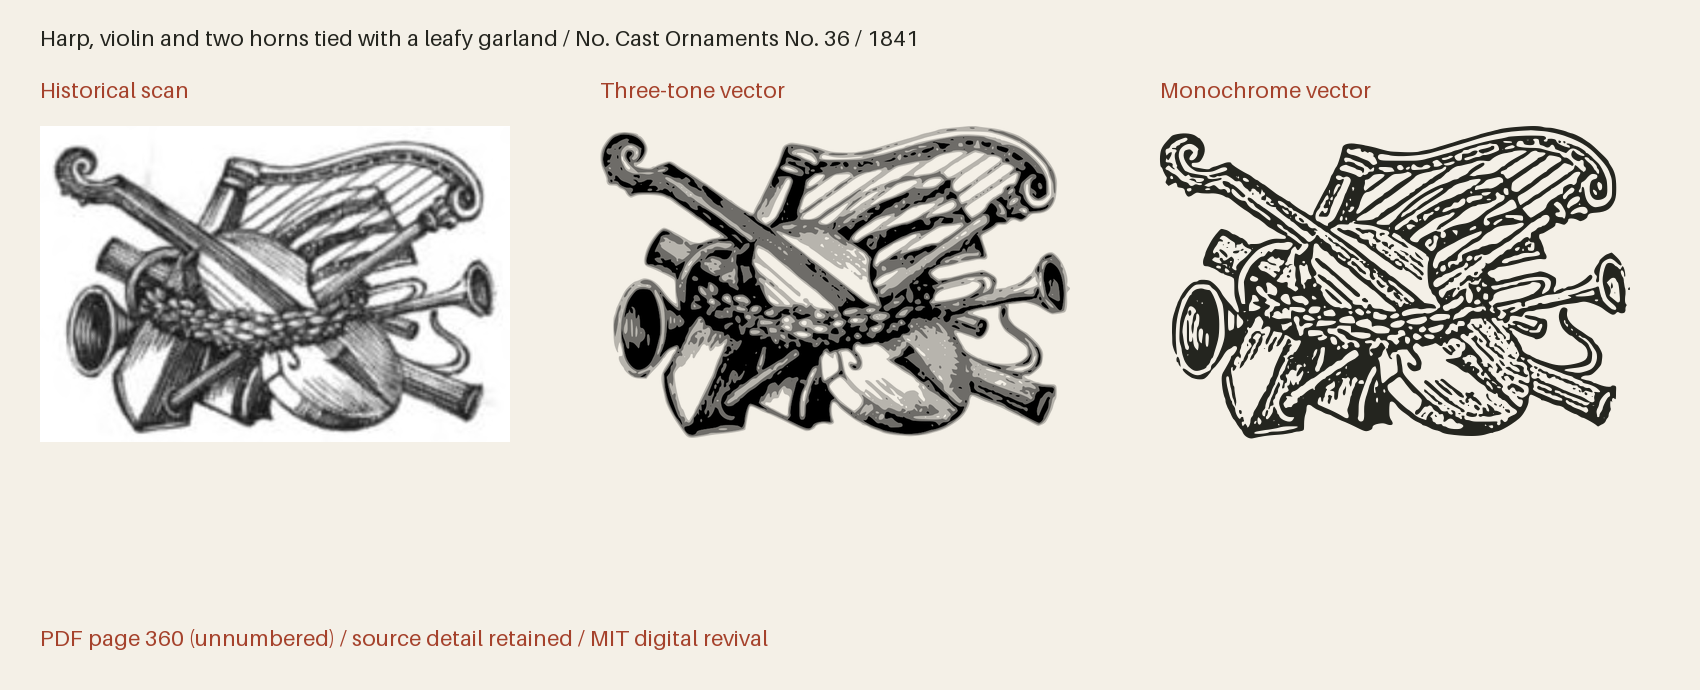 Harp, violin and two horns tied with a leafy garland / No. Cast Ornaments No. 36 / 1841
Historical scan
Three-tone vector
Monochrome vector
PDF page 360 (unnumbered) / source detail retained / MIT digital revival